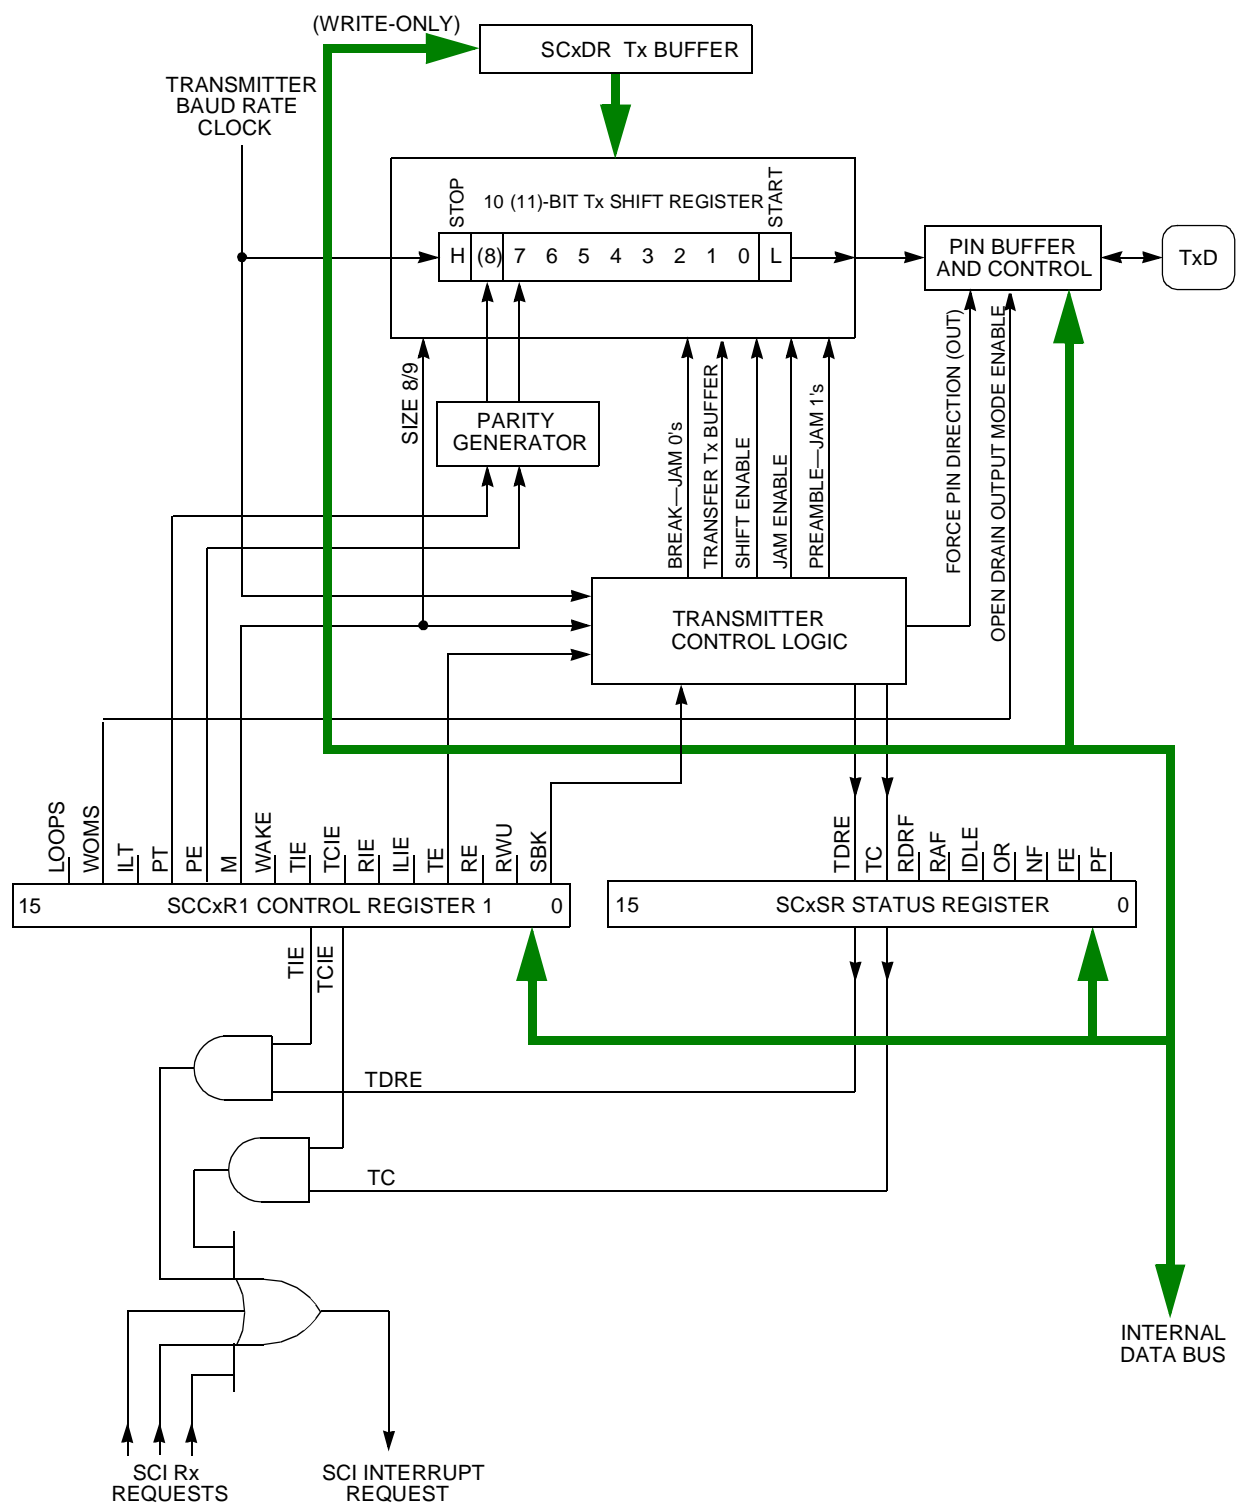 (WRITE-ONLY)
SCxDR Tx BUFFER
TRANSMITTER
BAUD RATE
CLOCK
STOP
10 (11)-BIT Tx SHIFT REGISTER
START
H (8) 7 6 5 4 3 2 1 0 L
PIN BUFFER
AND CONTROL
TxD
SIZE 8/9
PARITY
GENERATOR
BREAK—JAM 0's
TRANSFER Tx BUFFER
SHIFT ENABLE
JAM ENABLE
PREAMBLE—JAM 1's
FORCE PIN DIRECTION (OUT)
OPEN DRAIN OUTPUT MODE ENABLE
TRANSMITTER
CONTROL LOGIC
LOOPS
WOMS
ILT
PT
PE
M
WAKE
TIE
TCIE
RIE
ILIE
TE
RE
RWU
SBK
TDRE
TC
RDRF
RAF
IDLE
OR
NF
FE
PF
15 SCCxR1 CONTROL REGISTER 1 0
15 SCxSR STATUS REGISTER 0
TIE
TCIE
TDRE
TC
INTERNAL
DATA BUS
SCI Rx
REQUESTS
SCI INTERRUPT
REQUEST